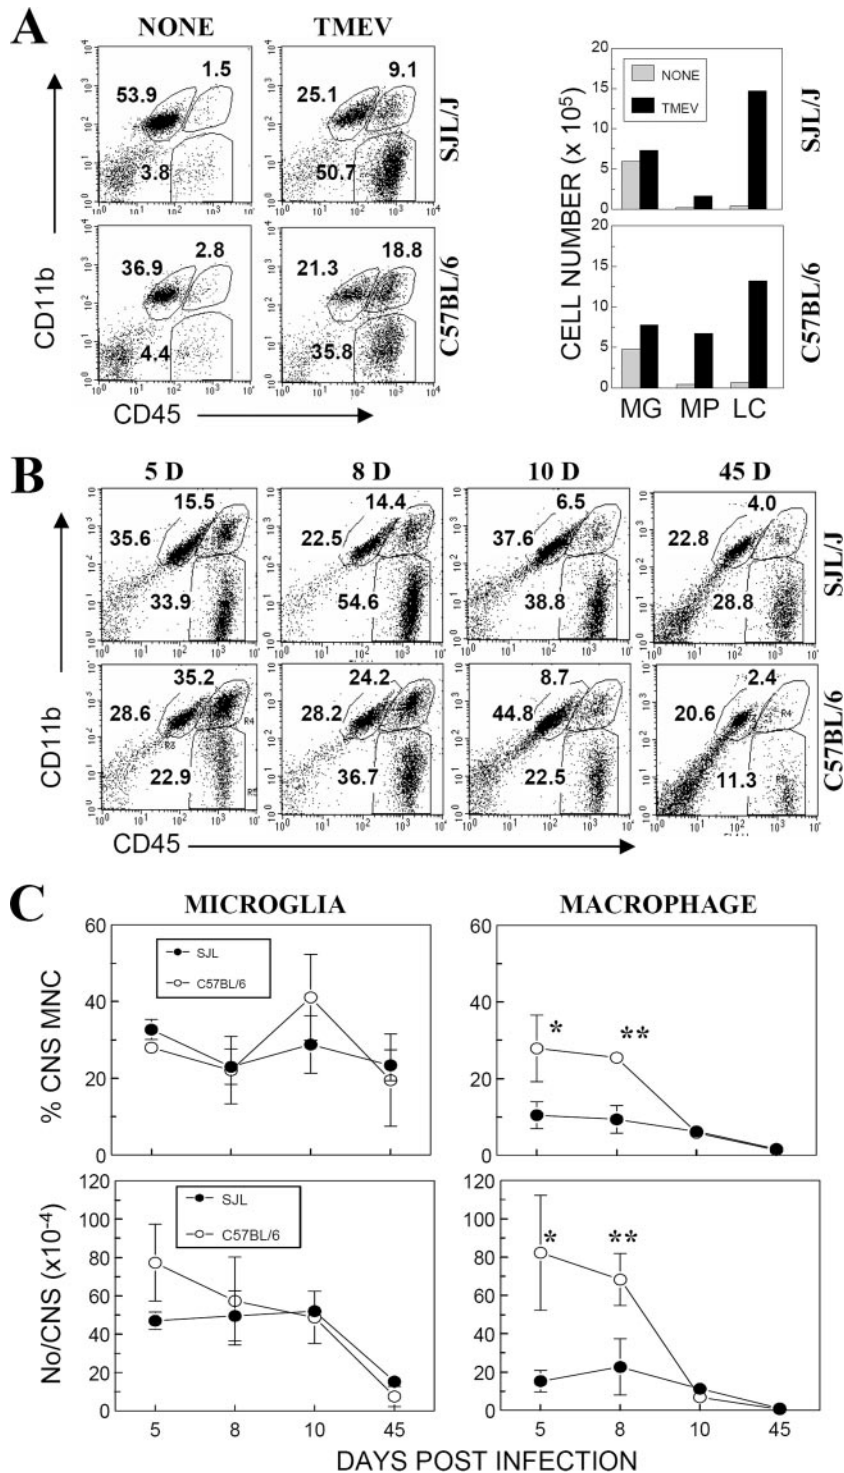 A
NONE TMEV
53.9 1.5
3.8
25.1 9.1
50.7
SJL/J
36.9 2.8
4.4
21.3 18.8
35.8
C57BL/6
CD11b
CD45
CELL NUMBER (x 10⁵)
NONE
TMEV
20
15
10
5
0
SJL/J
20
15
10
5
0
C57BL/6
MG MP LC
B
5 D 8 D 10 D 45 D
35.6 15.5
33.9
22.5 14.4
54.6
37.6 6.5
38.8
22.8 4.0
28.8
SJL/J
28.6 35.2
22.9
R3 R4
28.2 24.2
36.7
44.8 8.7
22.5
20.6 2.4
11.3
R4
C57BL/6
CD11b
CD45
C
MICROGLIA MACROPHAGE
% CNS MNC
60
40
20
0
SJL
C57BL/6
60
40
20
0
* **
No/CNS (x10⁻⁴)
120
100
80
60
40
20
0
SJL
C57BL/6
120
100
80
60
40
20
0
* **
5 8 10 45 5 8 10 45
DAYS POST INFECTION